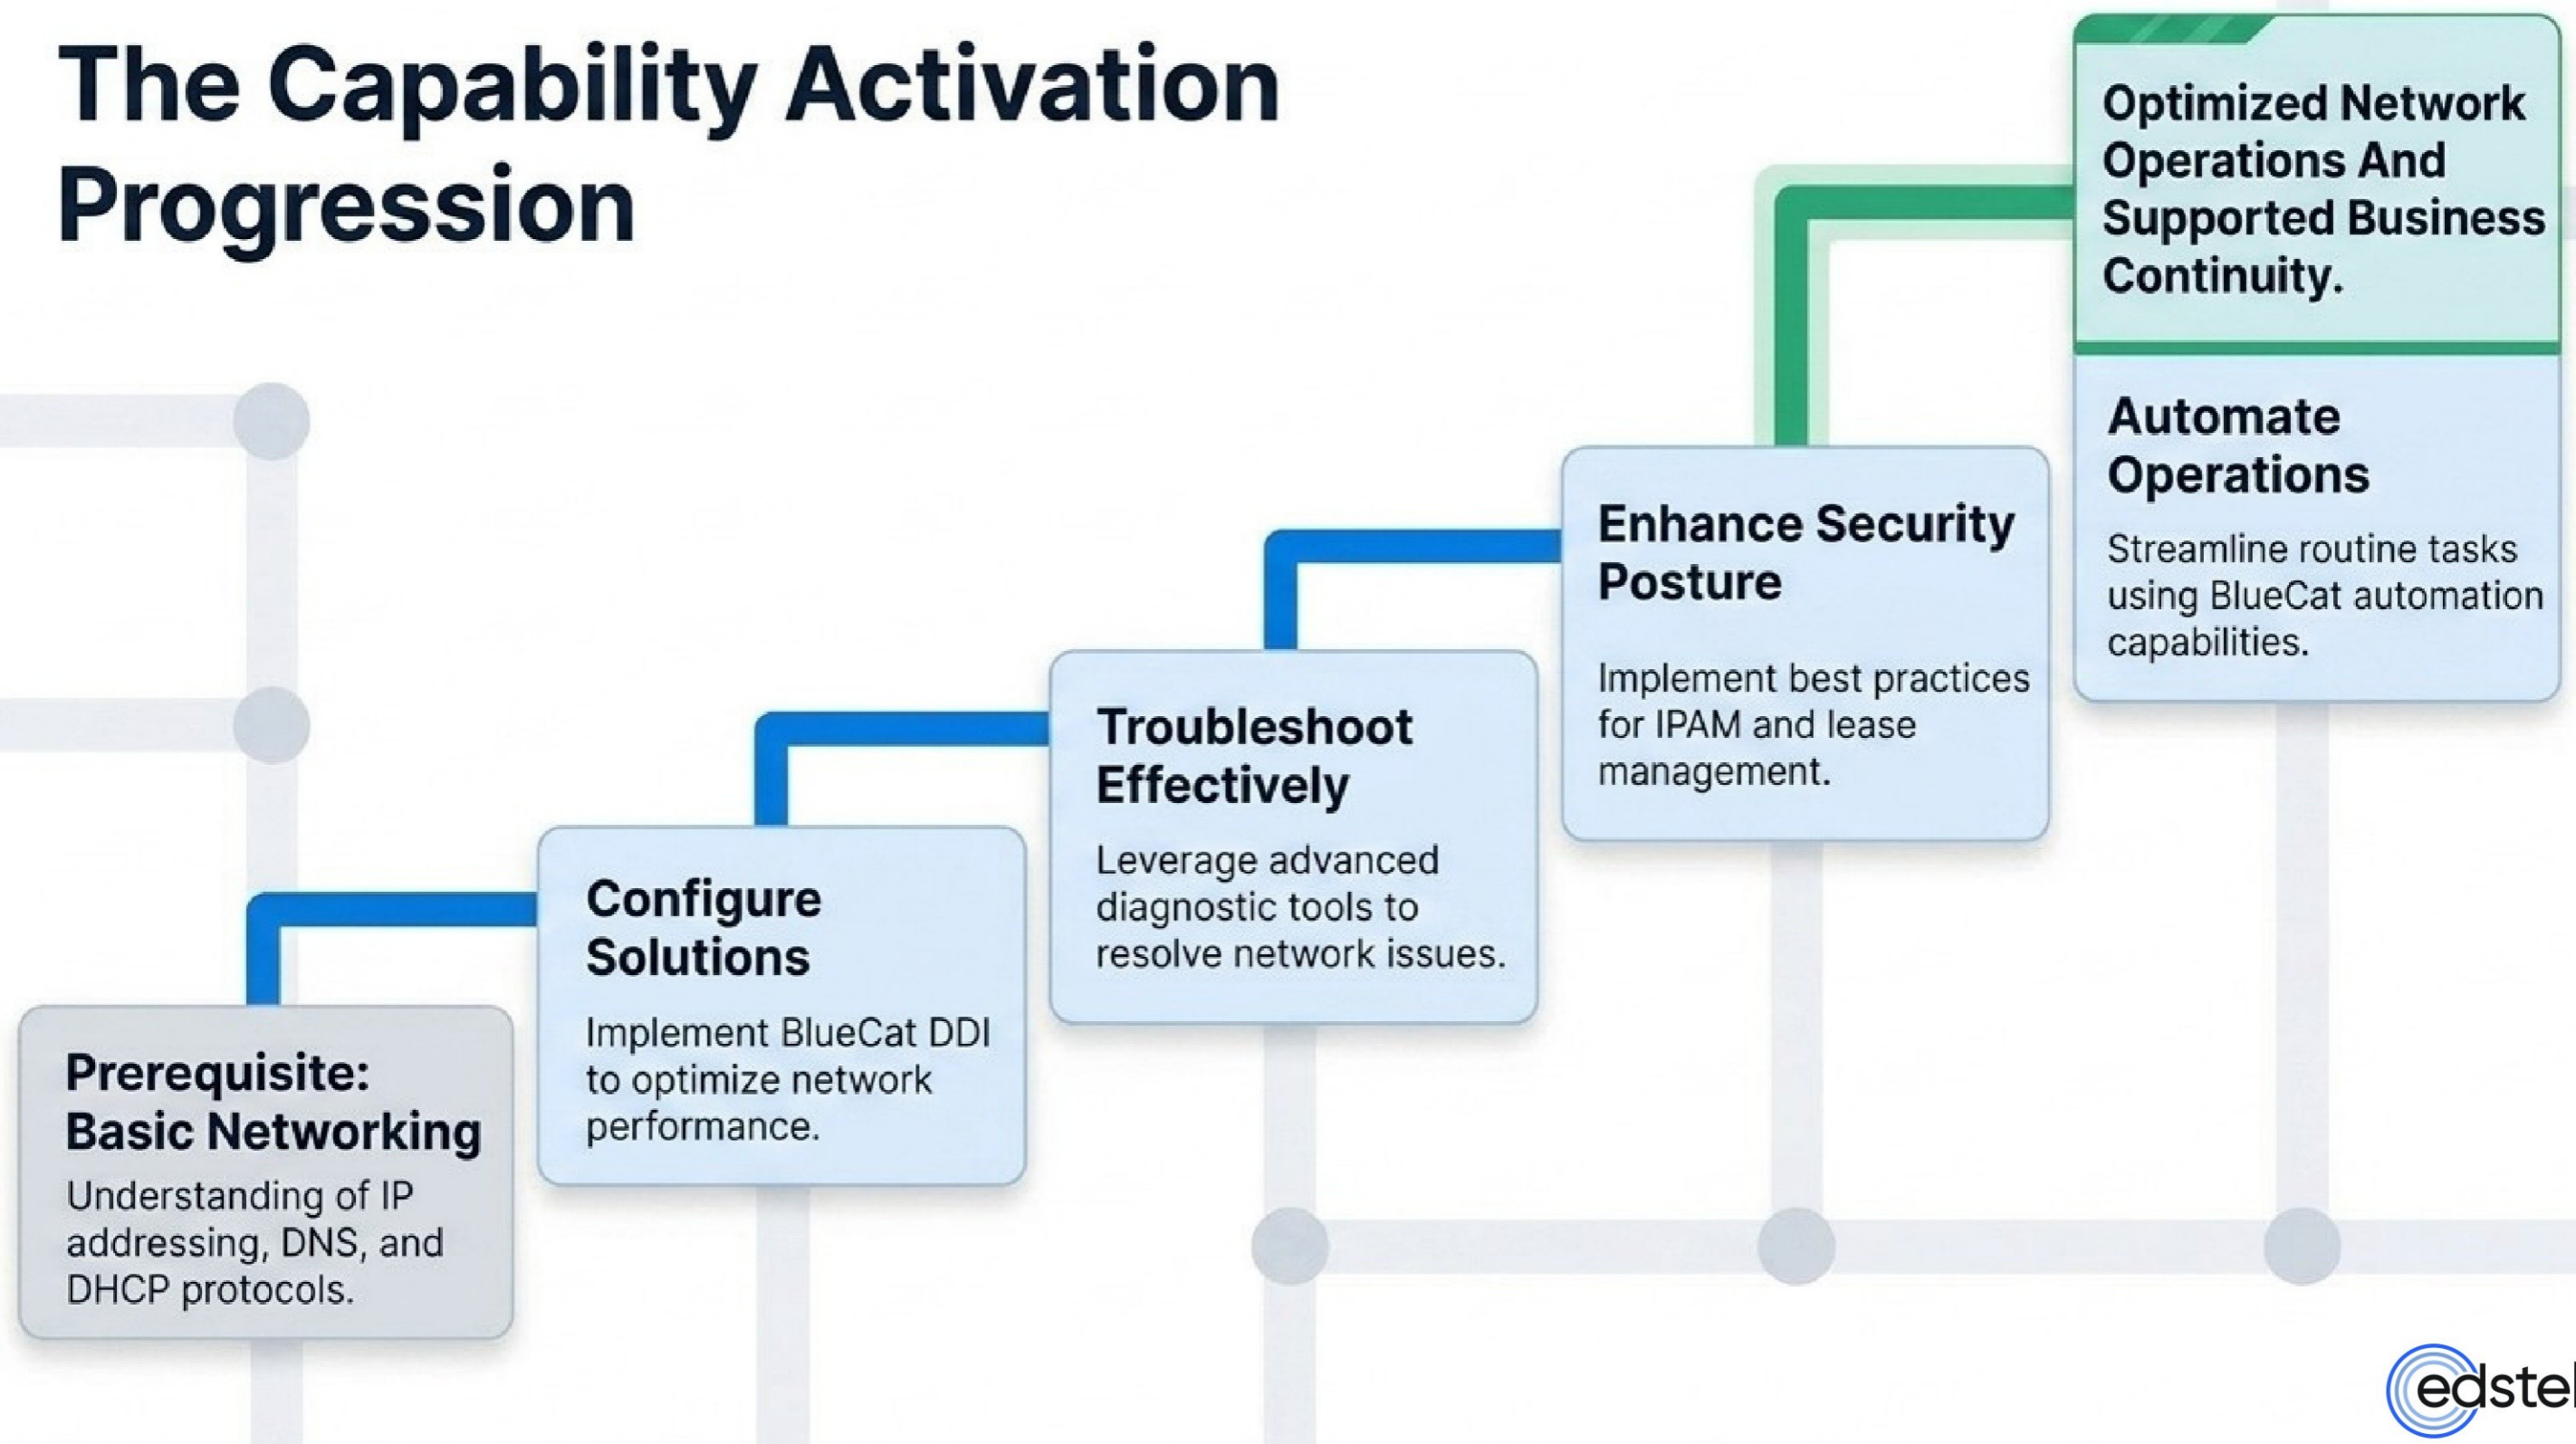 The Capability Activation
Progression
Prerequisite:
Basic Networking
Understanding of IP
addressing, DNS, and
DHCP protocols.
Configure
Solutions
Implement BlueCat DDI
to optimize network
performance.
Troubleshoot
Effectively
Leverage advanced
diagnostic tools to
resolve network issues.
Enhance Security
Posture
Implement best practices
for IPAM and lease
management.
Optimized Network
Operations And
Supported Business
Continuity.
Automate
Operations
Streamline routine tasks
using BlueCat automation
capabilities.